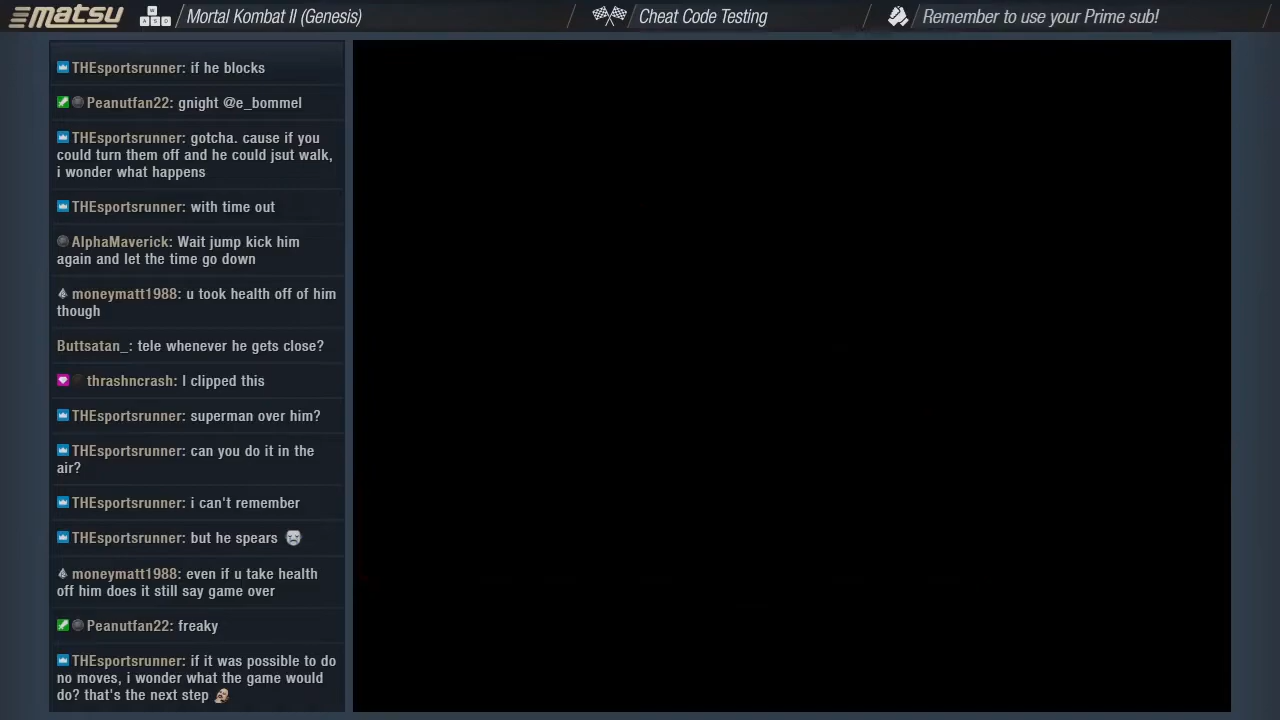 matsu
W
A S D
Mortal Kombat II (Genesis)
Cheat Code Testing
Remember to use your Prime sub!
THEsportsrunner: if he blocks
Peanutfan22: gnight @e_bommel
THEsportsrunner: gotcha. cause if you
could turn them off and he could jsut walk,
i wonder what happens
THEsportsrunner: with time out
AlphaMaverick: Wait jump kick him
again and let the time go down
moneymatt1988: u took health off of him
though
Buttsatan_: tele whenever he gets close?
thrashncrash: I clipped this
THEsportsrunner: superman over him?
THEsportsrunner: can you do it in the
air?
THEsportsrunner: i can't remember
THEsportsrunner: but he spears
moneymatt1988: even if u take health
off him does it still say game over
Peanutfan22: freaky
THEsportsrunner: if it was possible to do
no moves, i wonder what the game would
do? that's the next step